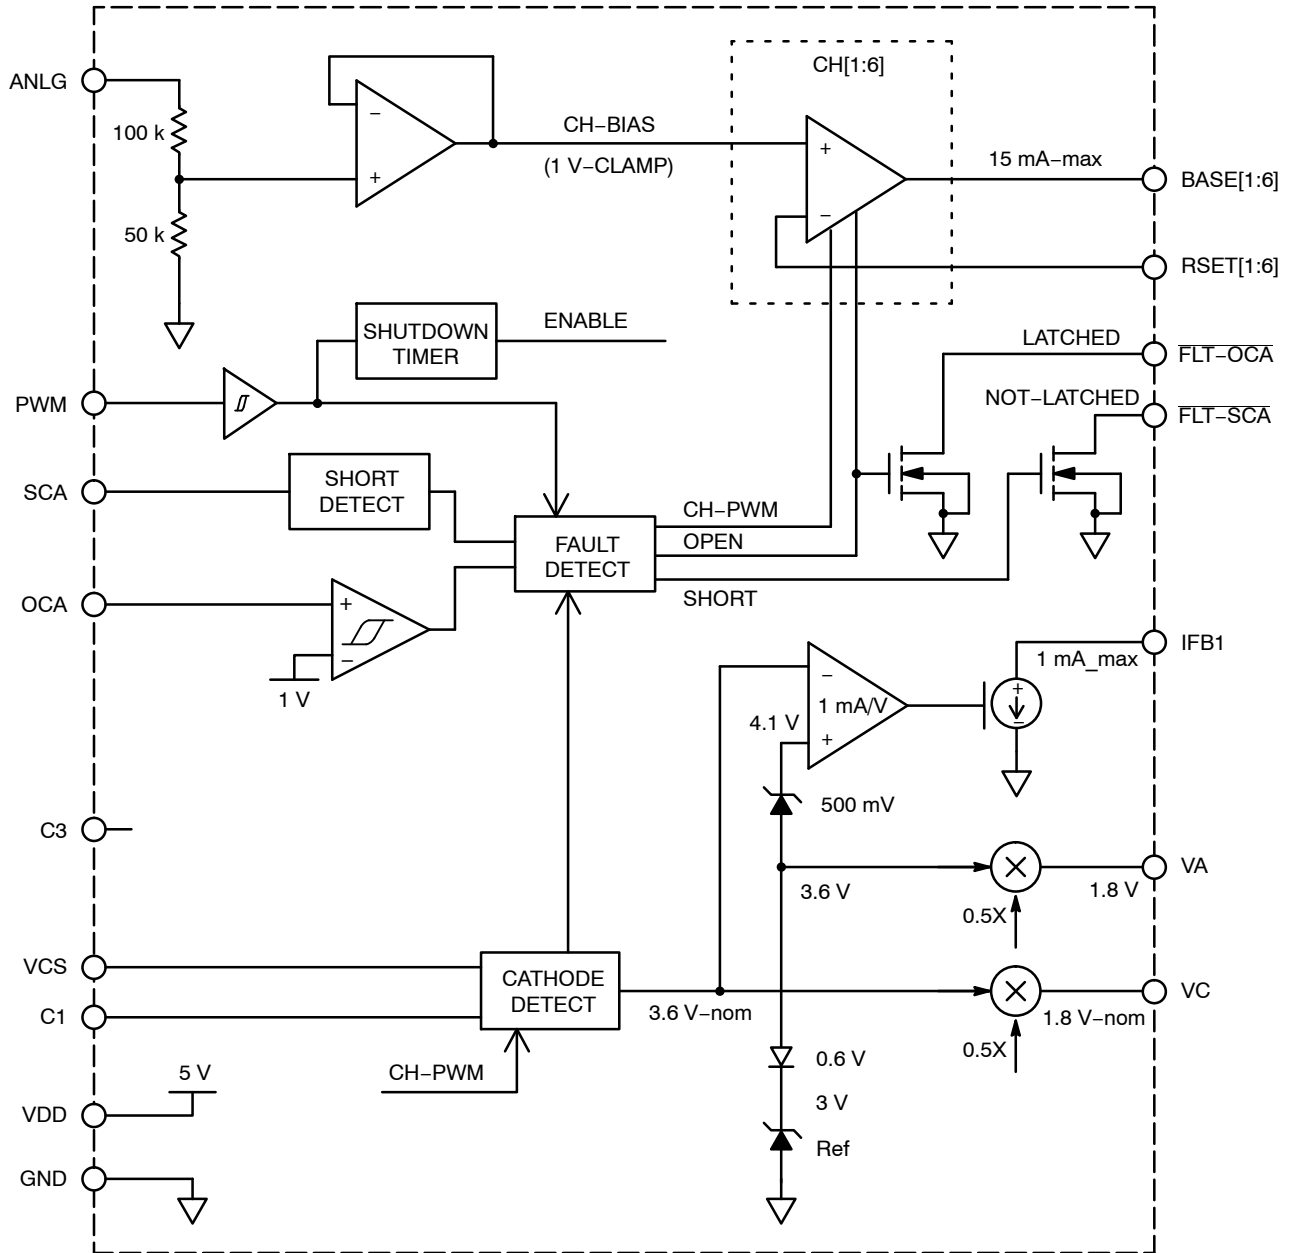 CH[1:6]
ANLG
100 k
50 k
−
+
CH−BIAS
(1 V−CLAMP)
+
−
15 mA−max
BASE[1:6]
RSET[1:6]
SHUTDOWN
TIMER
ENABLE
LATCHED
FLT−OCA
NOT−LATCHED
FLT−SCA
PWM
SCA
SHORT
DETECT
FAULT
DETECT
CH−PWM
OPEN
SHORT
OCA
+
−
1 V
IFB1
1 mA_max
+
−
−
1 mA/V
+
4.1 V
500 mV
C3
3.6 V
0.5X
1.8 V
VA
VCS
C1
CATHODE
DETECT
3.6 V−nom
0.5X
1.8 V−nom
VC
CH−PWM
0.6 V
3 V
Ref
5 V
VDD
GND